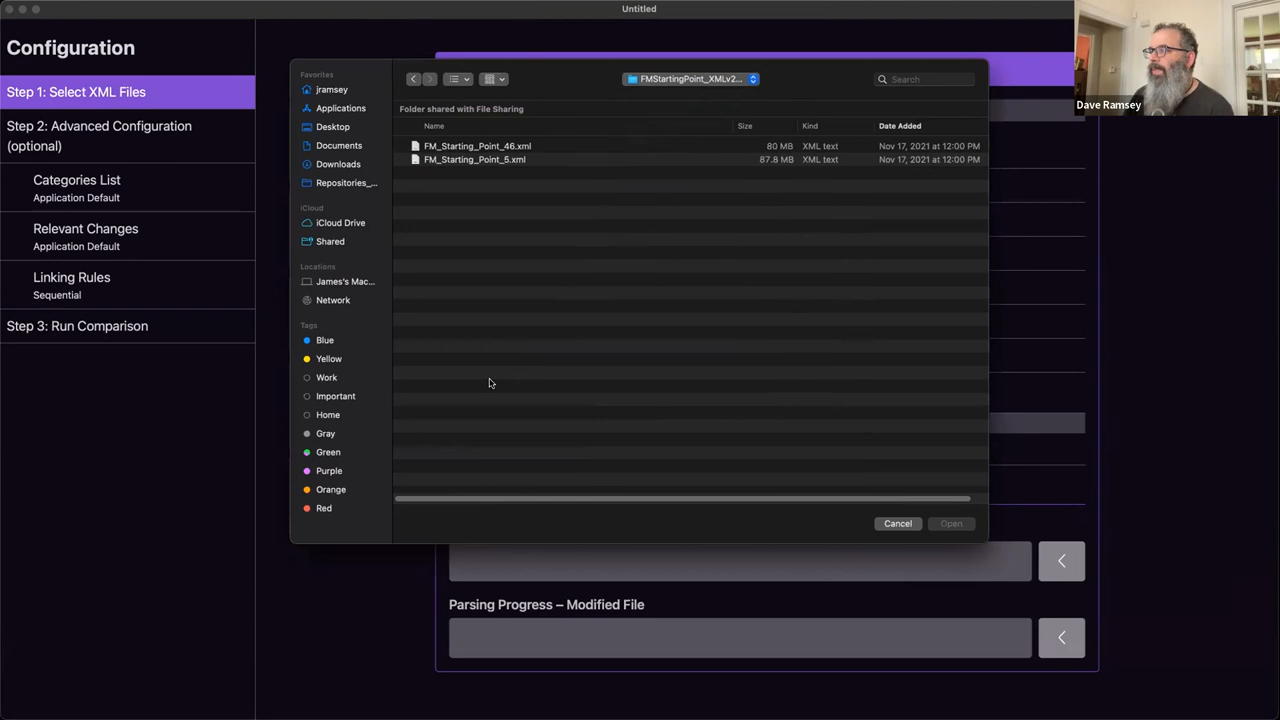 Untitled
Configuration
Step 1: Select XML Files
Step 2: Advanced Configuration
(optional)
Categories List
Application Default
Relevant Changes
Application Default
Linking Rules
Sequential
Step 3: Run Comparison
Favorites
jramsey
Applications
Desktop
Documents
Downloads
Repositories_...
iCloud
iCloud Drive
Shared
Locations
James's Mac...
Network
Tags
Blue
Yellow
Work
Important
Home
Gray
Green
Purple
Orange
Red
FMStartingPoint_XMLv2...
Search
Folder shared with File Sharing
Name Size Kind Date Added
FM_Starting_Point_46.xml 80 MB XML text Nov 17, 2021 at 12:00 PM
FM_Starting_Point_5.xml 87.8 MB XML text Nov 17, 2021 at 12:00 PM
Cancel Open
Parsing Progress – Modified File
Dave Ramsey